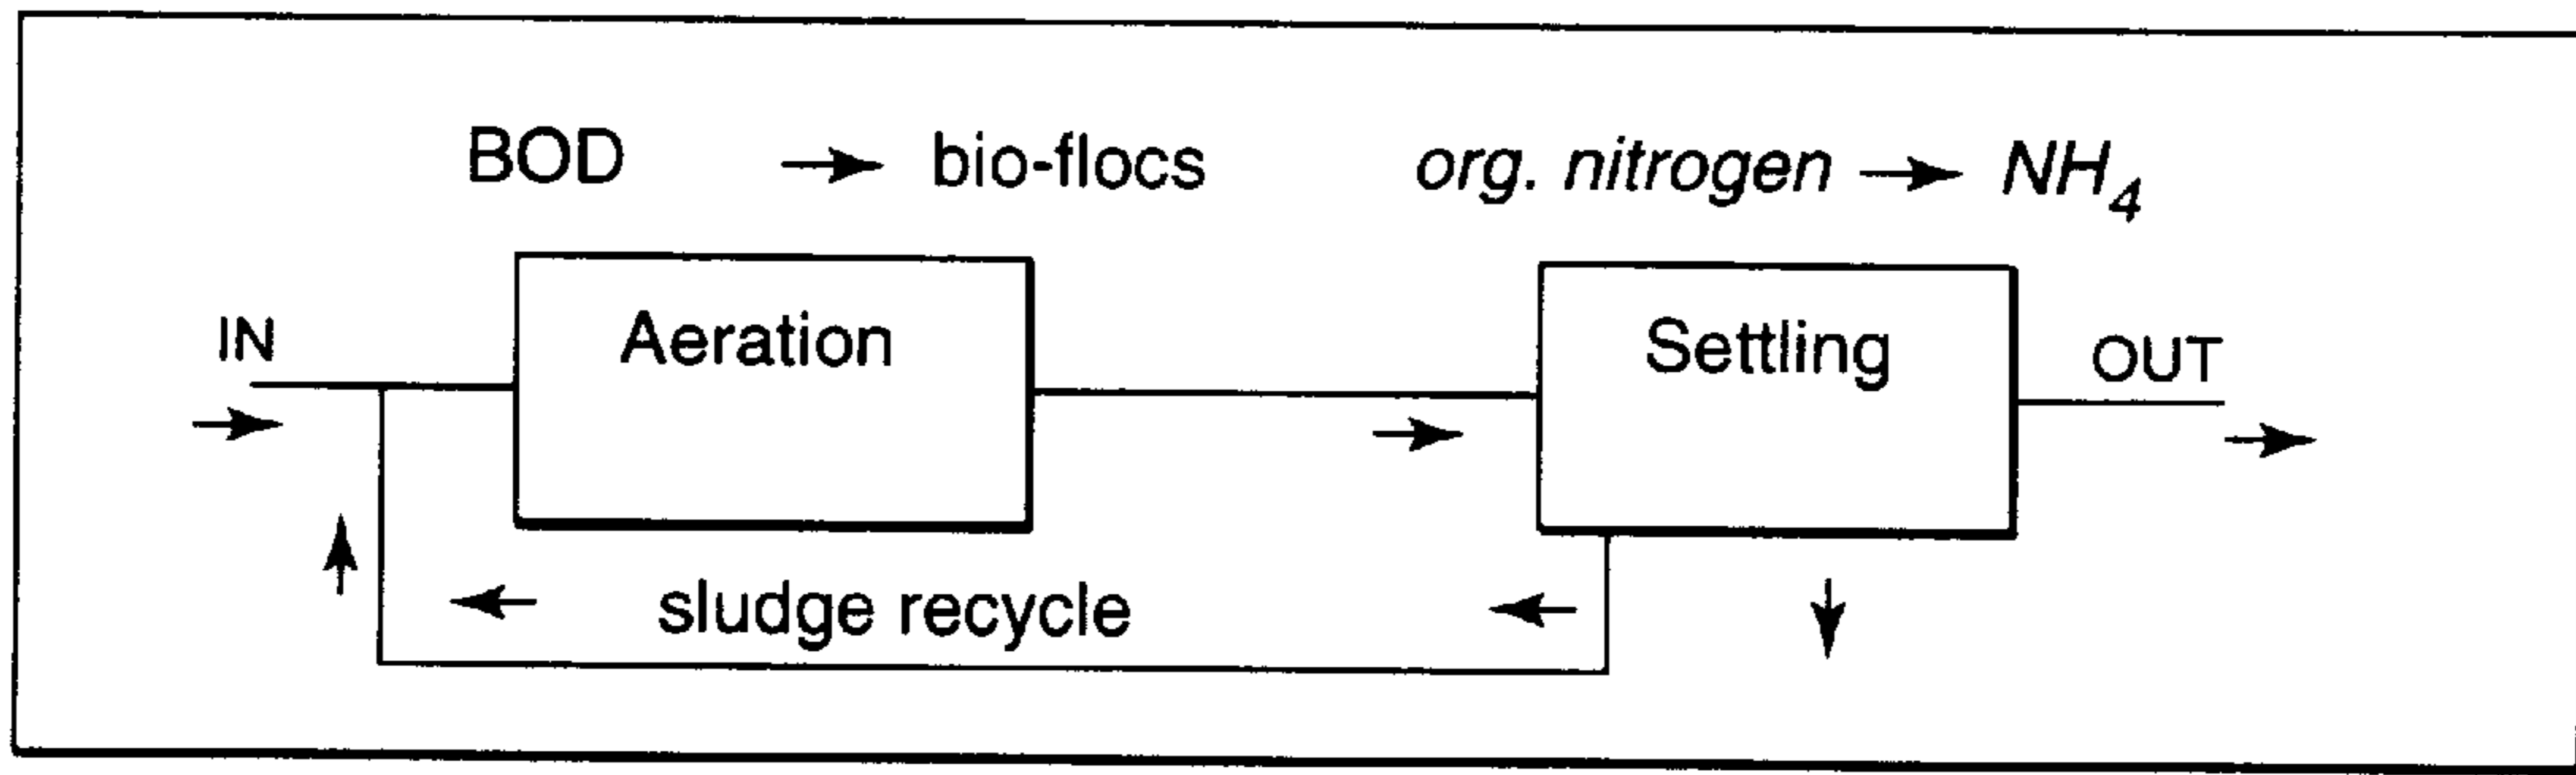 BOD → bio-flocs org. nitrogen → NH₄
IN Aeration Settling OUT
sludge recycle